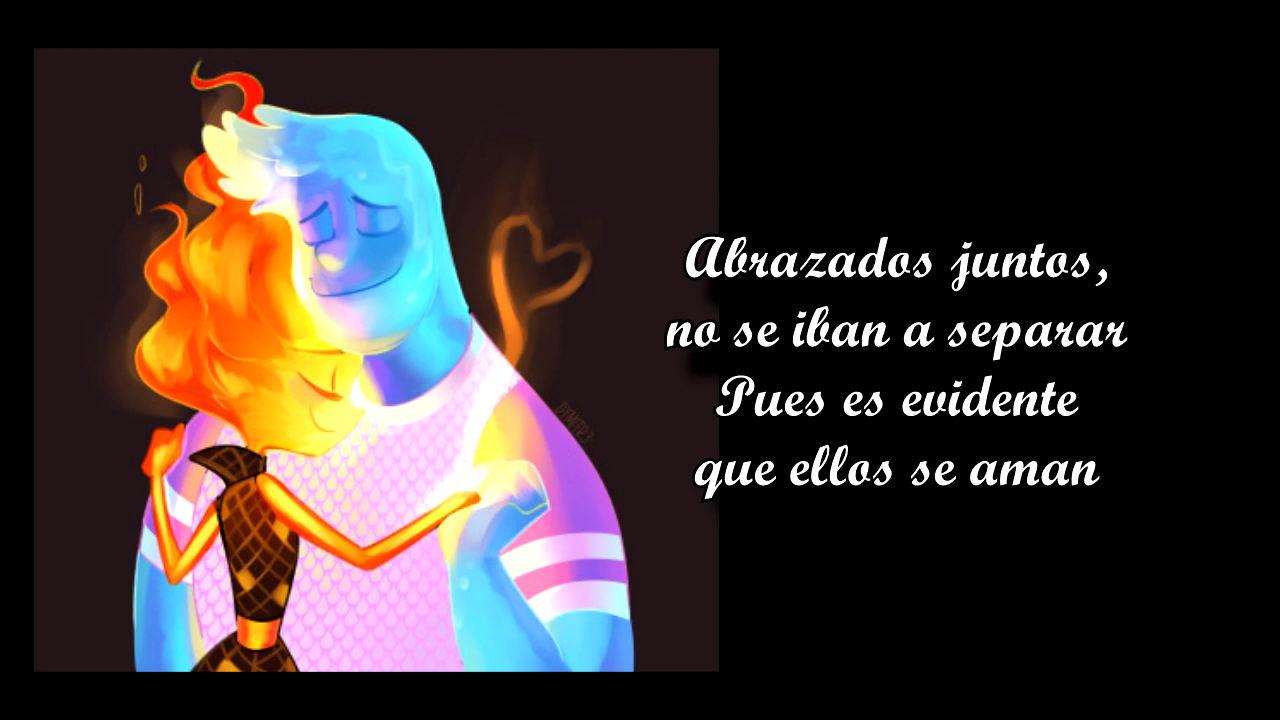 Abrazados juntos,
no se iban a separar
Pues es evidente
que ellos se aman